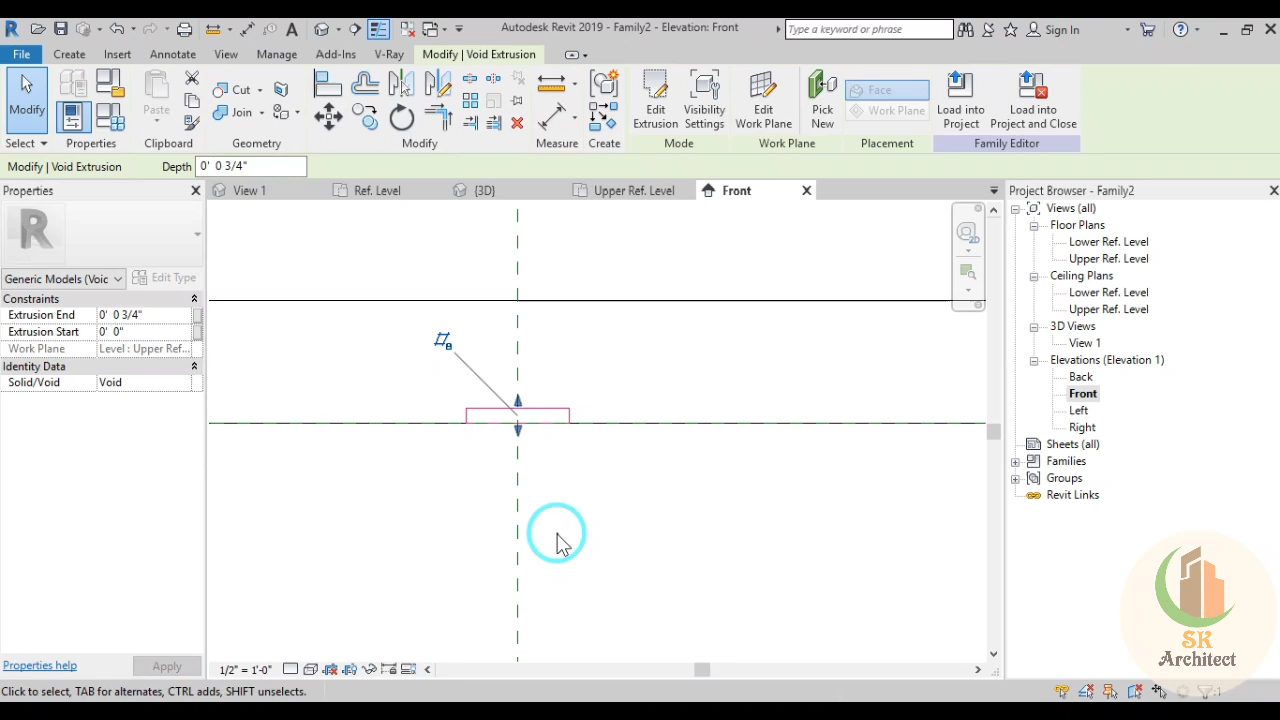 Autodesk Revit 2019 - Family2 - Elevation: Front
Type a keyword or phrase
Sign In
File Create Insert Annotate View Manage Add-Ins V-Ray Modify | Void Extrusion
Modify
Paste
Cut
Join
Edit Extrusion
Visibility Settings
Edit Work Plane
Pick New
Face
Work Plane
Load into Project
Load into Project and Close
Select Properties Clipboard Geometry Modify Measure Create Mode Work Plane Placement Family Editor
Modify | Void Extrusion Depth 0' 0 3/4"
Properties
View 1 Ref. Level {3D} Upper Ref. Level Front
Project Browser - Family2
Generic Models (Voic Edit Type
Constraints
Extrusion End 0' 0 3/4"
Extrusion Start 0' 0"
Work Plane Level : Upper Ref...
Identity Data
Solid/Void Void
Views (all)
Floor Plans
Lower Ref. Level
Upper Ref. Level
Ceiling Plans
Lower Ref. Level
Upper Ref. Level
3D Views
View 1
Elevations (Elevation 1)
Back
Front
Left
Right
Sheets (all)
Families
Groups
Revit Links
2D
SK
Architect
Properties help Apply
1/2" = 1'-0"
Click to select, TAB for alternates, CTRL adds, SHIFT unselects.
:1